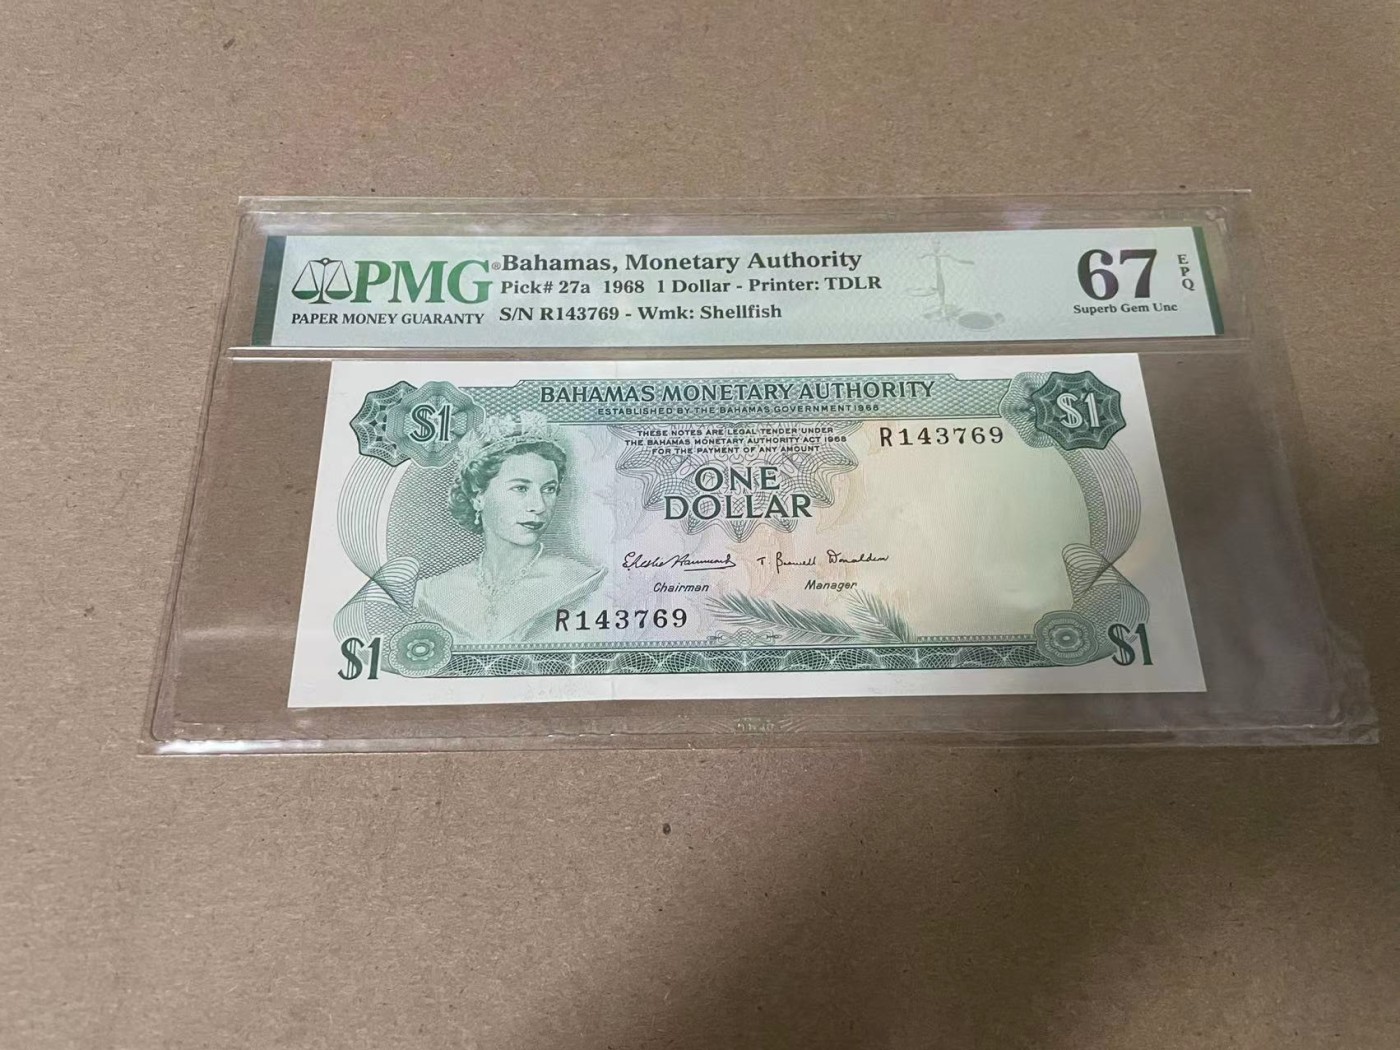 PMG®
PAPER MONEY GUARANTY
Bahamas, Monetary Authority
Pick# 27a 1968 1 Dollar - Printer: TDLR
S/N R143769 - Wmk: Shellfish
67
EPQ
Superb Gem Unc
BAHAMAS MONETARY AUTHORITY
ESTABLISHED BY THE BAHAMAS GOVERNMENT 1968
$1
$1
THESE NOTES ARE LEGAL TENDER UNDER
THE BAHAMAS MONETARY AUTHORITY ACT 1968
FOR THE PAYMENT OF ANY AMOUNT
R143769
ONE
DOLLAR
T. Donaldson
Chairman Manager
R143769
$1
$1